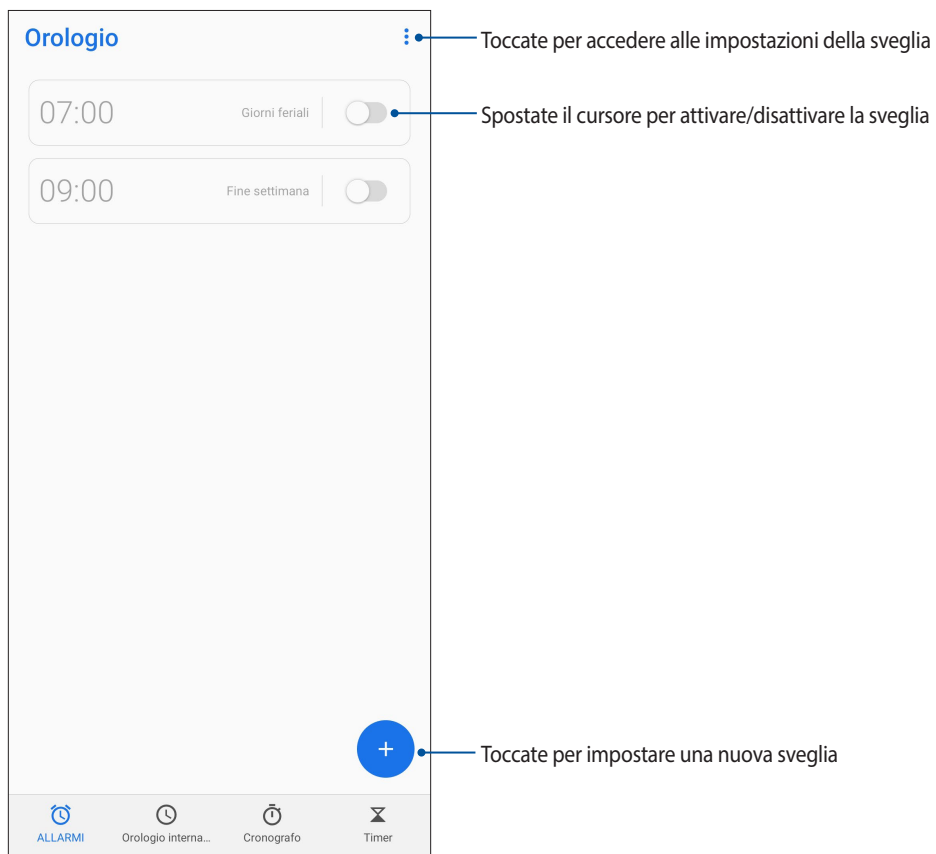 Orologio
Toccate per accedere alle impostazioni della sveglia
07:00 Giorni feriali
Spostate il cursore per attivare/disattivare la sveglia
09:00 Fine settimana
+
Toccate per impostare una nuova sveglia
ALLARMI Orologio interna... Cronografo Timer